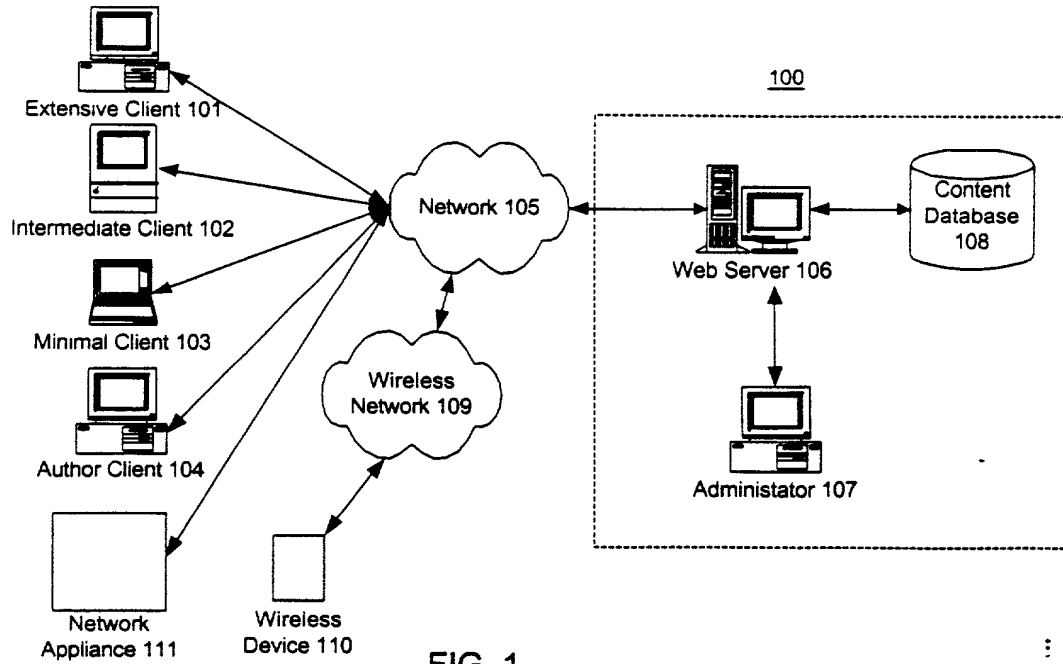 100
Extensive Client 101
Intermediate Client 102
Minimal Client 103
Author Client 104
Network
Appliance 111
Network 105
Wireless
Network 109
Wireless
Device 110
Web Server 106
Content
Database
108
Administator 107
FIG. 1